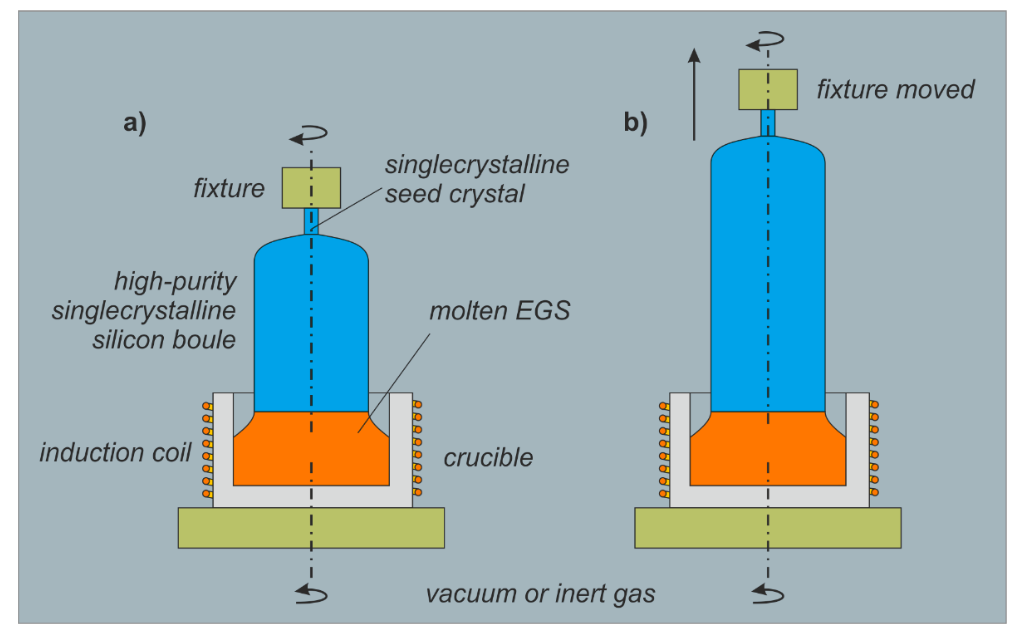 a)
fixture
singlecrystalline
seed crystal
high-purity
singlecrystalline
silicon boule
molten EGS
induction coil
crucible
b)
fixture moved
vacuum or inert gas